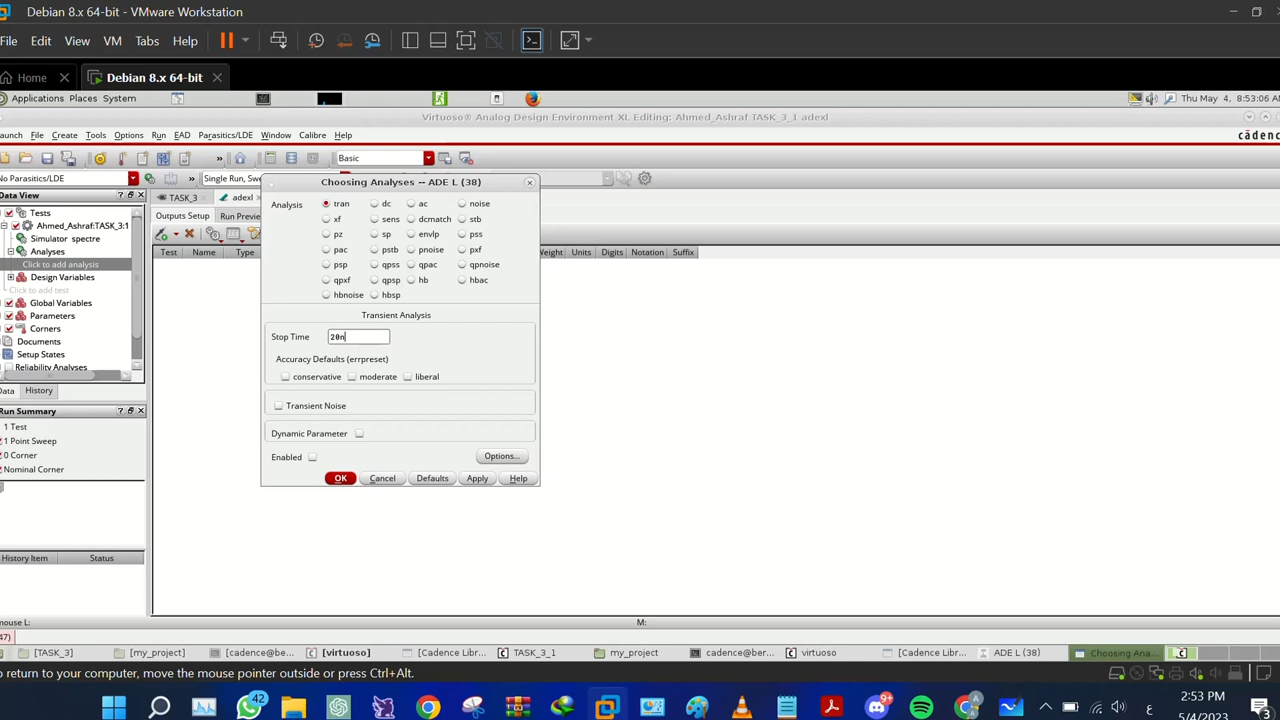 Debian 8.x 64-bit - VMware Workstation
File Edit View VM Tabs Help
Home Debian 8.x 64-bit
Applications Places System Thu May 4, 8:53:06 AM
Virtuoso® Analog Design Environment XL Editing: Ahmed_Ashraf TASK_3_1 adexl
aunch File Create Tools Options Run EAD Parasitics/LDE Window Calibre Help cādence
» » Basic
No Parasitics/LDE Single Run, Swe
Data View TASK_3 adexl
Tests Outputs Setup Run Preview
Ahmed_Ashraf:TASK_3:1
Simulator spectre
Analyses Test Name Type Weight Units Digits Notation Suffix
Click to add analysis
Design Variables
Click to add test
Global Variables
Parameters
Corners
Documents
Setup States
Reliability Analyses
Data History
Run Summary
1 Test
1 Point Sweep
0 Corner
Nominal Corner
History Item Status
Choosing Analyses -- ADE L (38)
Analysis tran dc ac noise
xf sens dcmatch stb
pz sp envlp pss
pac pstb pnoise pxf
psp qpss qpac qpnoise
qpxf qpsp hb hbac
hbnoise hbsp
Transient Analysis
Stop Time 20n
Accuracy Defaults (errpreset)
conservative moderate liberal
Transient Noise
Dynamic Parameter
Enabled Options...
OK Cancel Defaults Apply Help
mouse L: M:
47)
[TASK_3] [my_project] [cadence@be... [virtuoso] [Cadence Libr... TASK_3_1 my_project cadence@ber... virtuoso [Cadence Libr... ADE L (38) Choosing Ana...
o return to your computer, move the mouse pointer outside or press Ctrl+Alt.
42 9+ ع 2:53 PM
5/4/2023